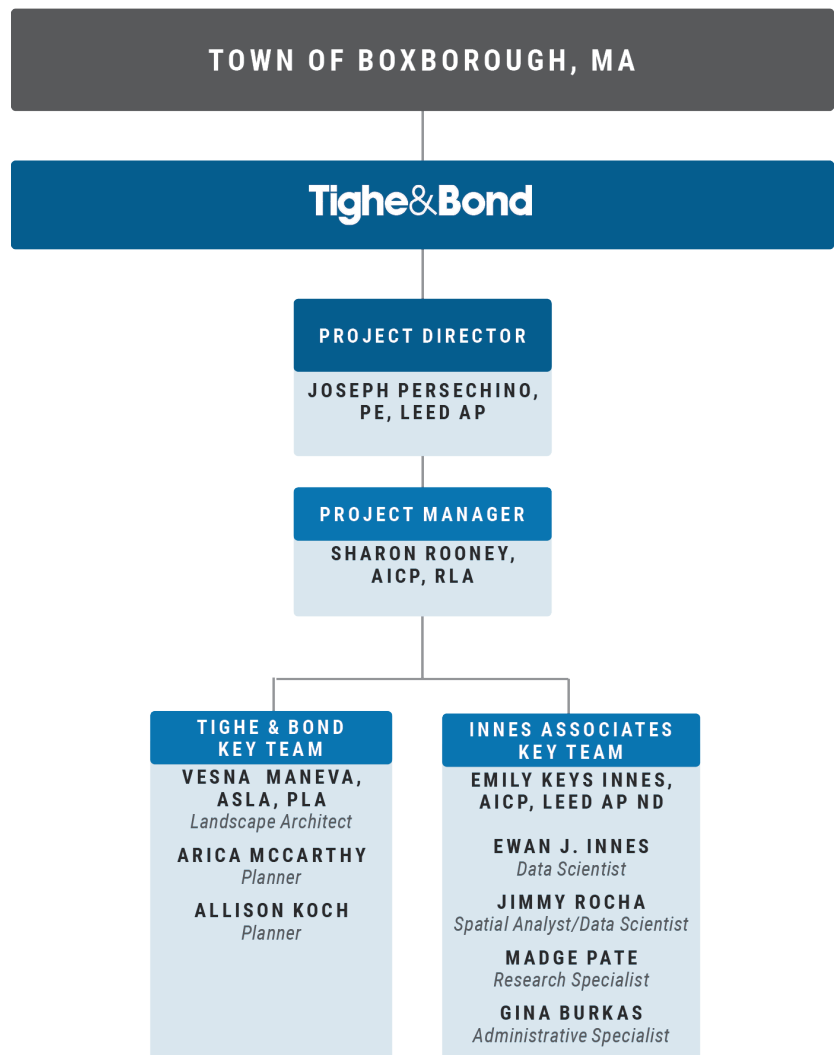 TOWN OF BOXBOROUGH, MA
Tighe&Bond
PROJECT DIRECTOR
JOSEPH PERSECHINO,
PE, LEED AP
PROJECT MANAGER
SHARON ROONEY,
AICP, RLA
TIGHE & BOND
KEY TEAM
VESNA MANEVA,
ASLA, PLA
Landscape Architect
ARICA MCCARTHY
Planner
ALLISON KOCH
Planner
INNES ASSOCIATES
KEY TEAM
EMILY KEYS INNES,
AICP, LEED AP ND
EWAN J. INNES
Data Scientist
JIMMY ROCHA
Spatial Analyst/Data Scientist
MADGE PATE
Research Specialist
GINA BURKAS
Administrative Specialist